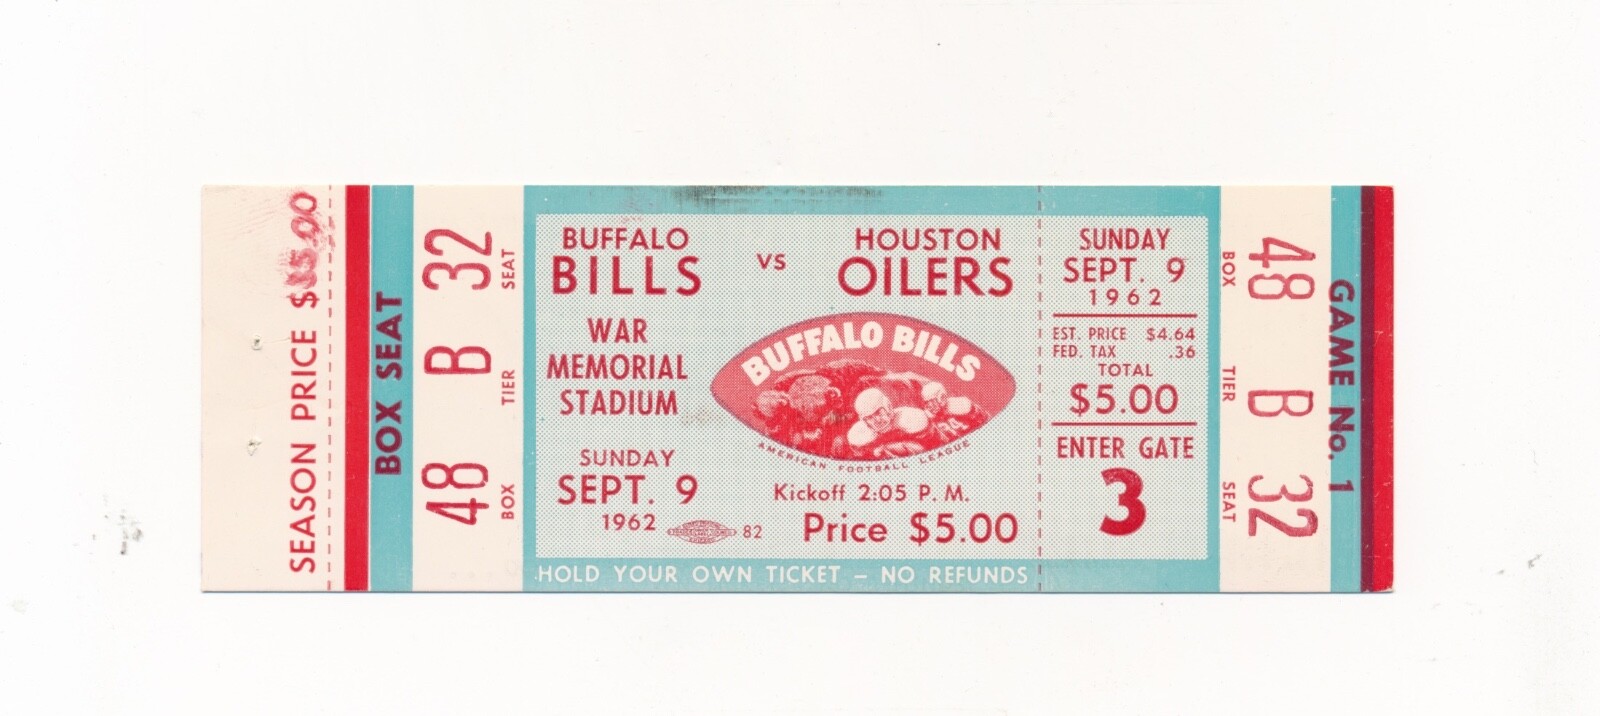 SEASON PRICE $35.00
BOX SEAT
48 B 32
BOX TIER SEAT
BUFFALO
BILLS
VS
HOUSTON
OILERS
WAR
MEMORIAL
STADIUM
SUNDAY
SEPT. 9
1962
82
BUFFALO BILLS
AMERICAN FOOTBALL LEAGUE
Kickoff 2:05 P. M.
Price $5.00
HOLD YOUR OWN TICKET – NO REFUNDS
SUNDAY
SEPT. 9
1962
EST. PRICE $4.64
FED. TAX .36
TOTAL
$5.00
ENTER GATE
3
BOX TIER SEAT
48 B 32
GAME No. 1